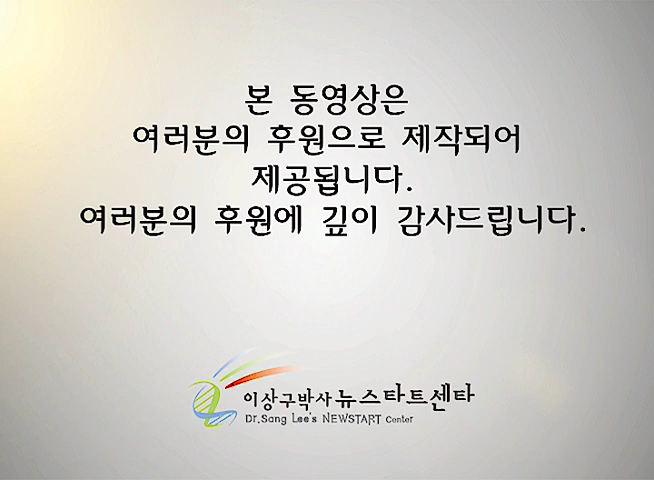 본 동영상은
여러분의 후원으로 제작되어
제공됩니다.
여러분의 후원에 깊이 감사드립니다.
이상구박사 뉴스타트센타
Dr.Sang Lee's NEWSTART Center